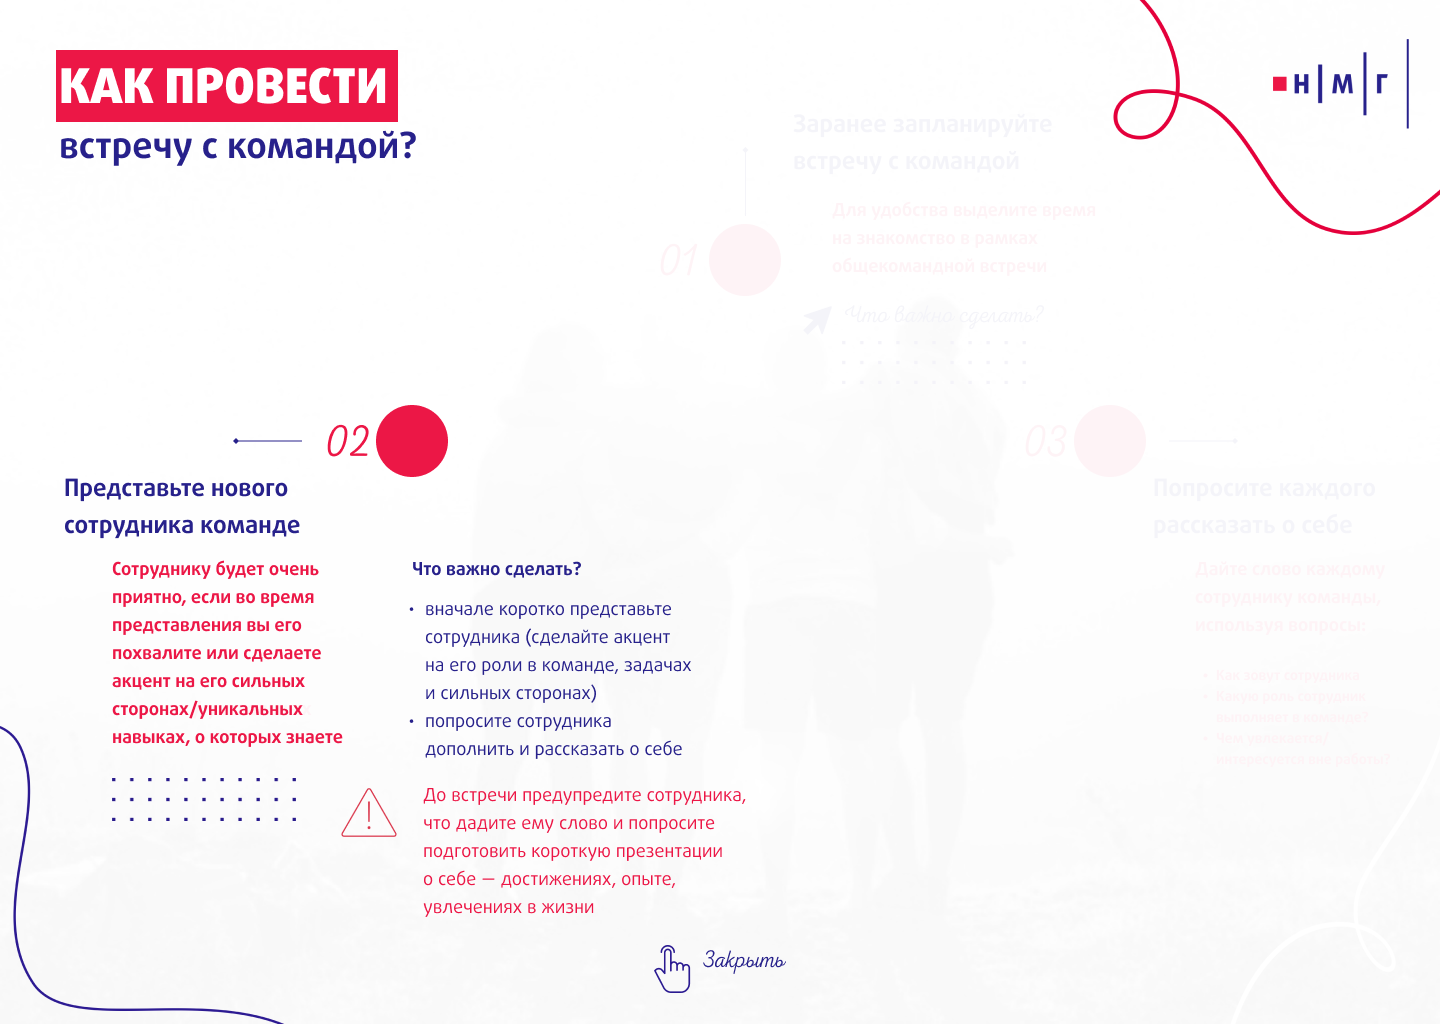 КАК ПРОВЕСТИ
встречу с командой?
Н М Г
Заранее запланируйте
встречу с командой
01
Для удобства выделите время
на знакомство в рамках
общекомандной встречи
Что важно сделать?
02
Представьте нового
сотрудника команде
Сотруднику будет очень
приятно, если во время
представления вы его
похвалите или сделаете
акцент на его сильных
сторонах/уникальных
навыках, о которых знаете
Что важно сделать?
• вначале коротко представьте
сотрудника (сделайте акцент
на его роли в команде, задачах
и сильных сторонах)
• попросите сотрудника
дополнить и рассказать о себе
До встречи предупредите сотрудника,
что дадите ему слово и попросите
подготовить короткую презентации
о себе — достижениях, опыте,
увлечениях в жизни
03
Попросите каждого
рассказать о себе
Дайте слово каждому
сотруднику команды,
используя вопросы:
• Как зовут сотрудника
• Какую роль сотрудник
выполняет в команде?
• Чем увлекается/
интересуется вне работы?
Закрыть